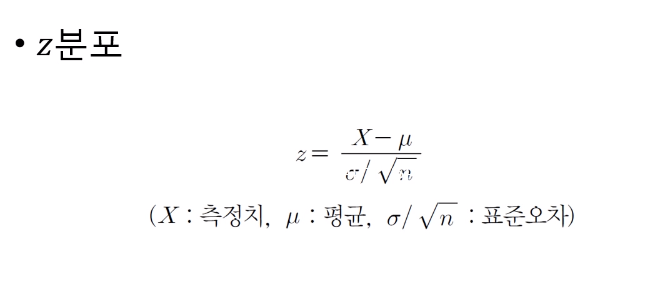 • z분포
z = (X − μ) / (σ/√n)
(X : 측정치, μ : 평균, σ/√n : 표준오차)